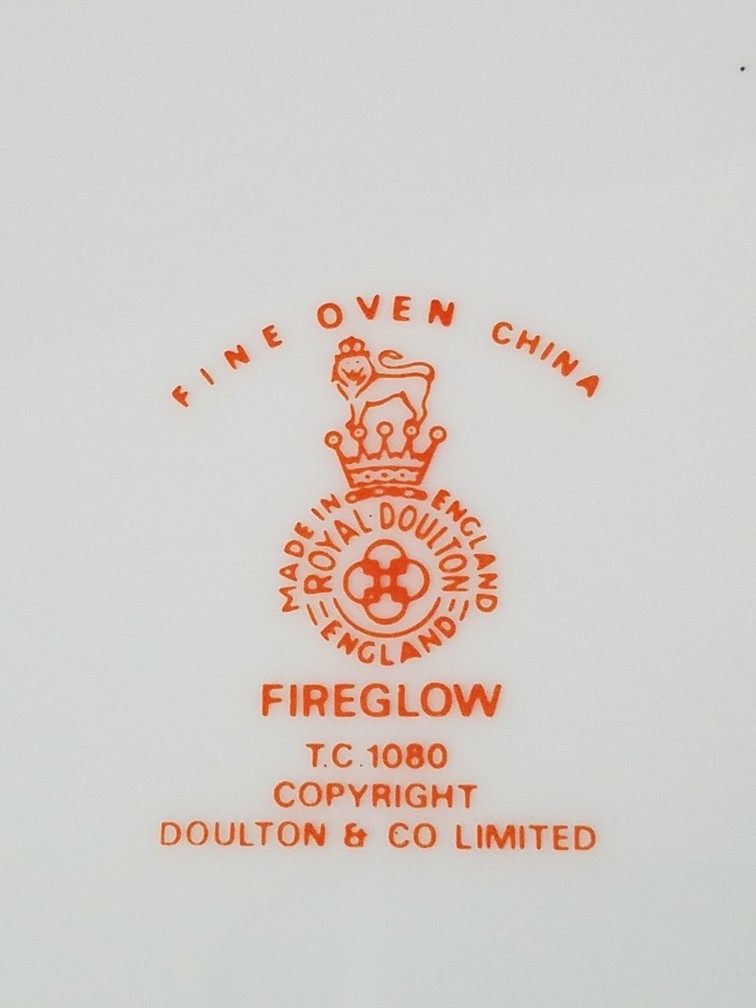 FINE OVEN CHINA
MADE IN ENGLAND
ROYAL DOULTON
ENGLAND
FIREGLOW
T.C.1080
COPYRIGHT
DOULTON & CO LIMITED